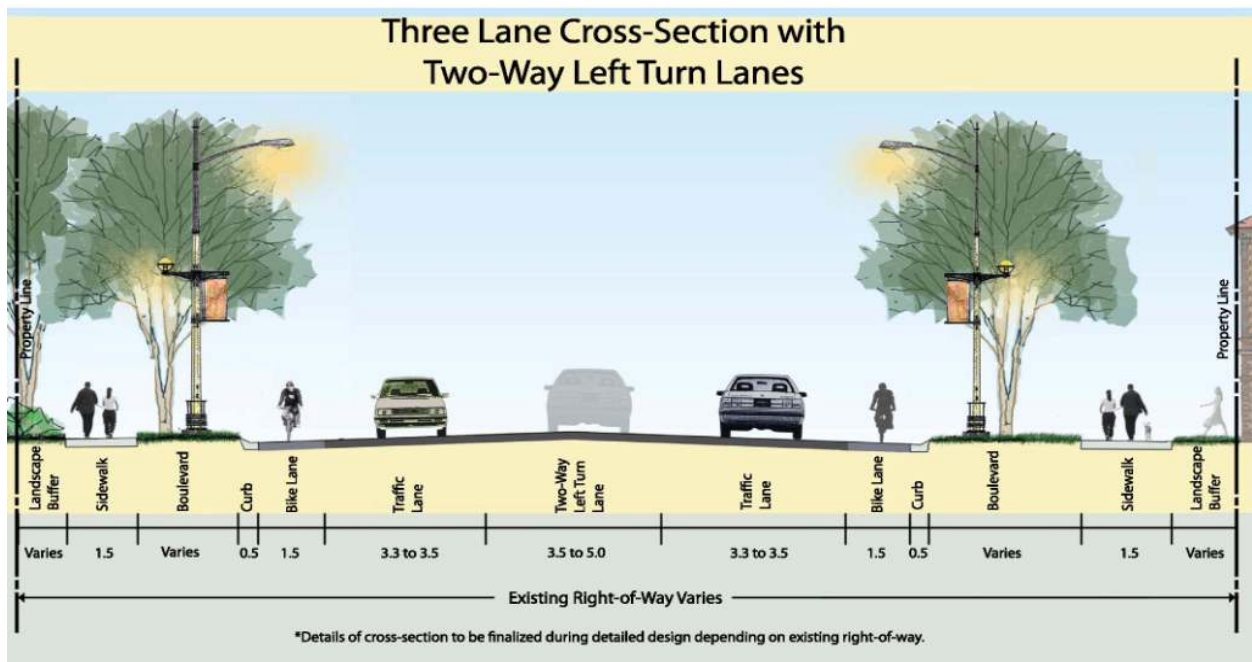 Three Lane Cross-Section with
Two-Way Left Turn Lanes
Property Line
Property Line
Landscape
Buffer
Sidewalk
Boulevard
Curb
Bike Lane
Traffic
Lane
Two-Way
Left Turn
Lane
Traffic
Lane
Bike Lane
Curb
Boulevard
Sidewalk
Landscape
Buffer
Varies
1.5
Varies
0.5
1.5
3.3 to 3.5
3.5 to 5.0
3.3 to 3.5
1.5
0.5
Varies
1.5
Varies
Existing Right-of-Way Varies
*Details of cross-section to be finalized during detailed design depending on existing right-of-way.